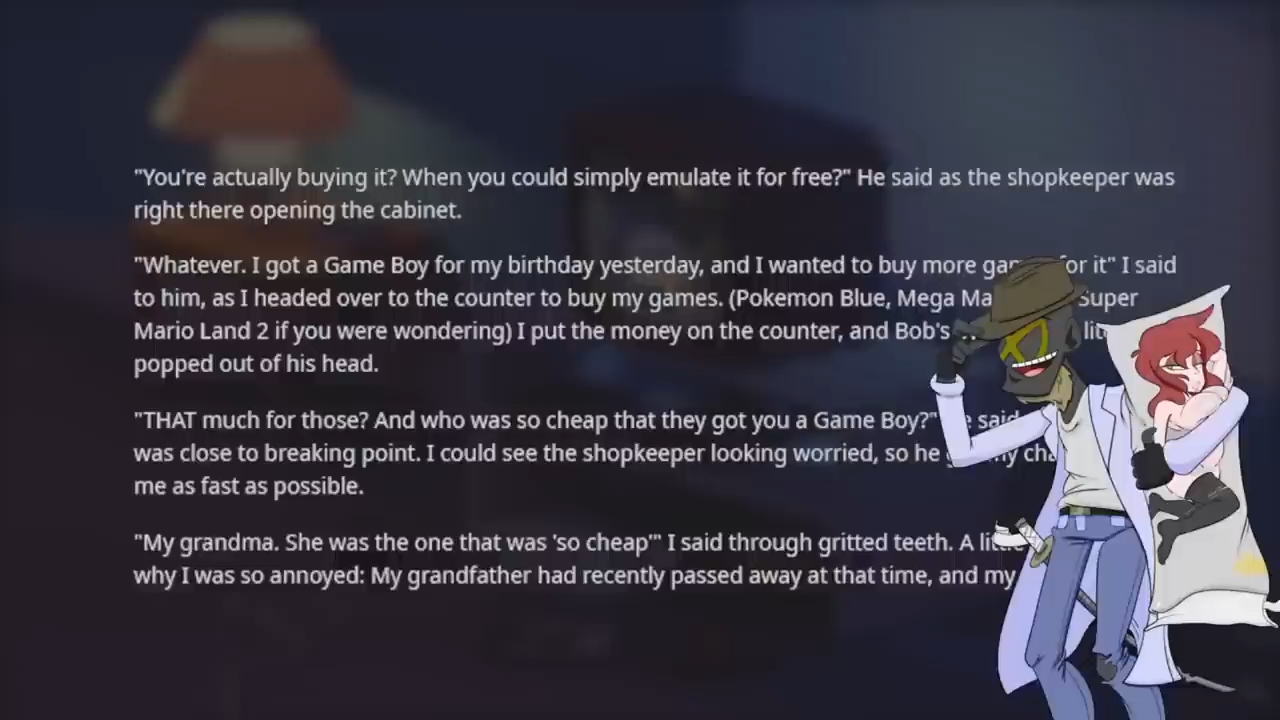 "You're actually buying it? When you could simply emulate it for free?" He said as the shopkeeper was
right there opening the cabinet.
"Whatever. I got a Game Boy for my birthday yesterday, and I wanted to buy more for it" I said
to him, as I headed over to the counter to buy my games. (Pokemon Blue, Mega Super
Mario Land 2 if you were wondering) I put the money on the counter, and Bob's
popped out of his head.
"THAT much for those? And who was so cheap that they got you a Game Boy?" said
was close to breaking point. I could see the shopkeeper looking worried, so he my
me as fast as possible.
"My grandma. She was the one that was 'so cheap'" I said through gritted teeth. A
why I was so annoyed: My grandfather had recently passed away at that time, and my